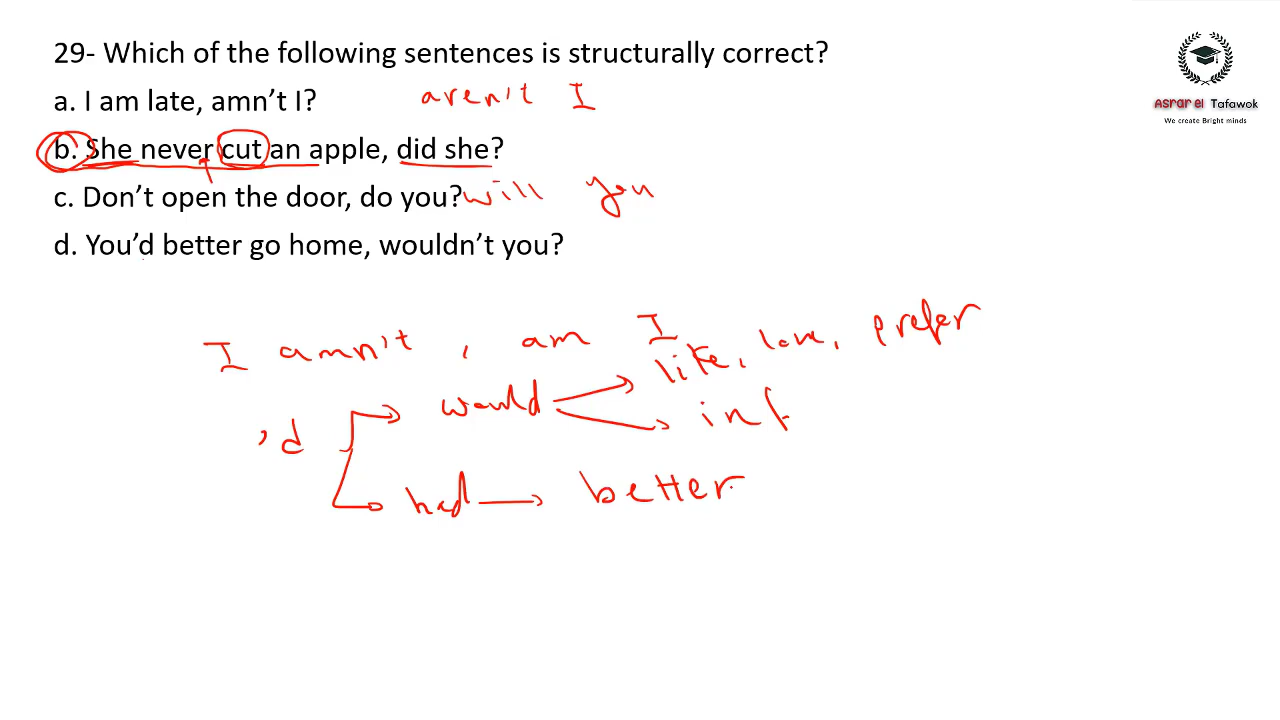 29- Which of the following sentences is structurally correct?
a. I am late, amn't I? aren't I
b. She never cut an apple, did she?
c. Don't open the door, do you? will you
d. You'd better go home, wouldn't you?
I amn't, am I
like, love, prefer
'd would inf
had better
Asrar el Tafawok
We create Bright minds